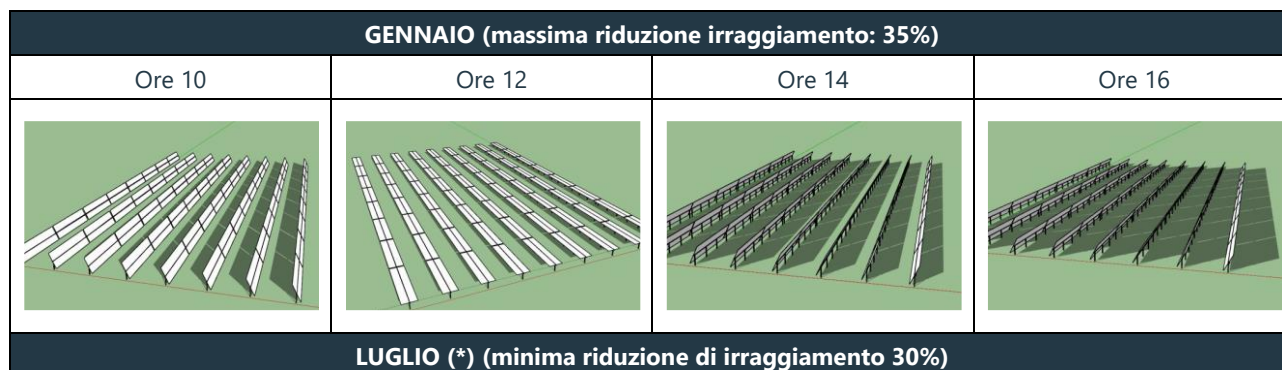 GENNAIO (massima riduzione irraggiamento: 35%)
Ore 10 Ore 12 Ore 14 Ore 16
LUGLIO (*) (minima riduzione di irraggiamento 30%)